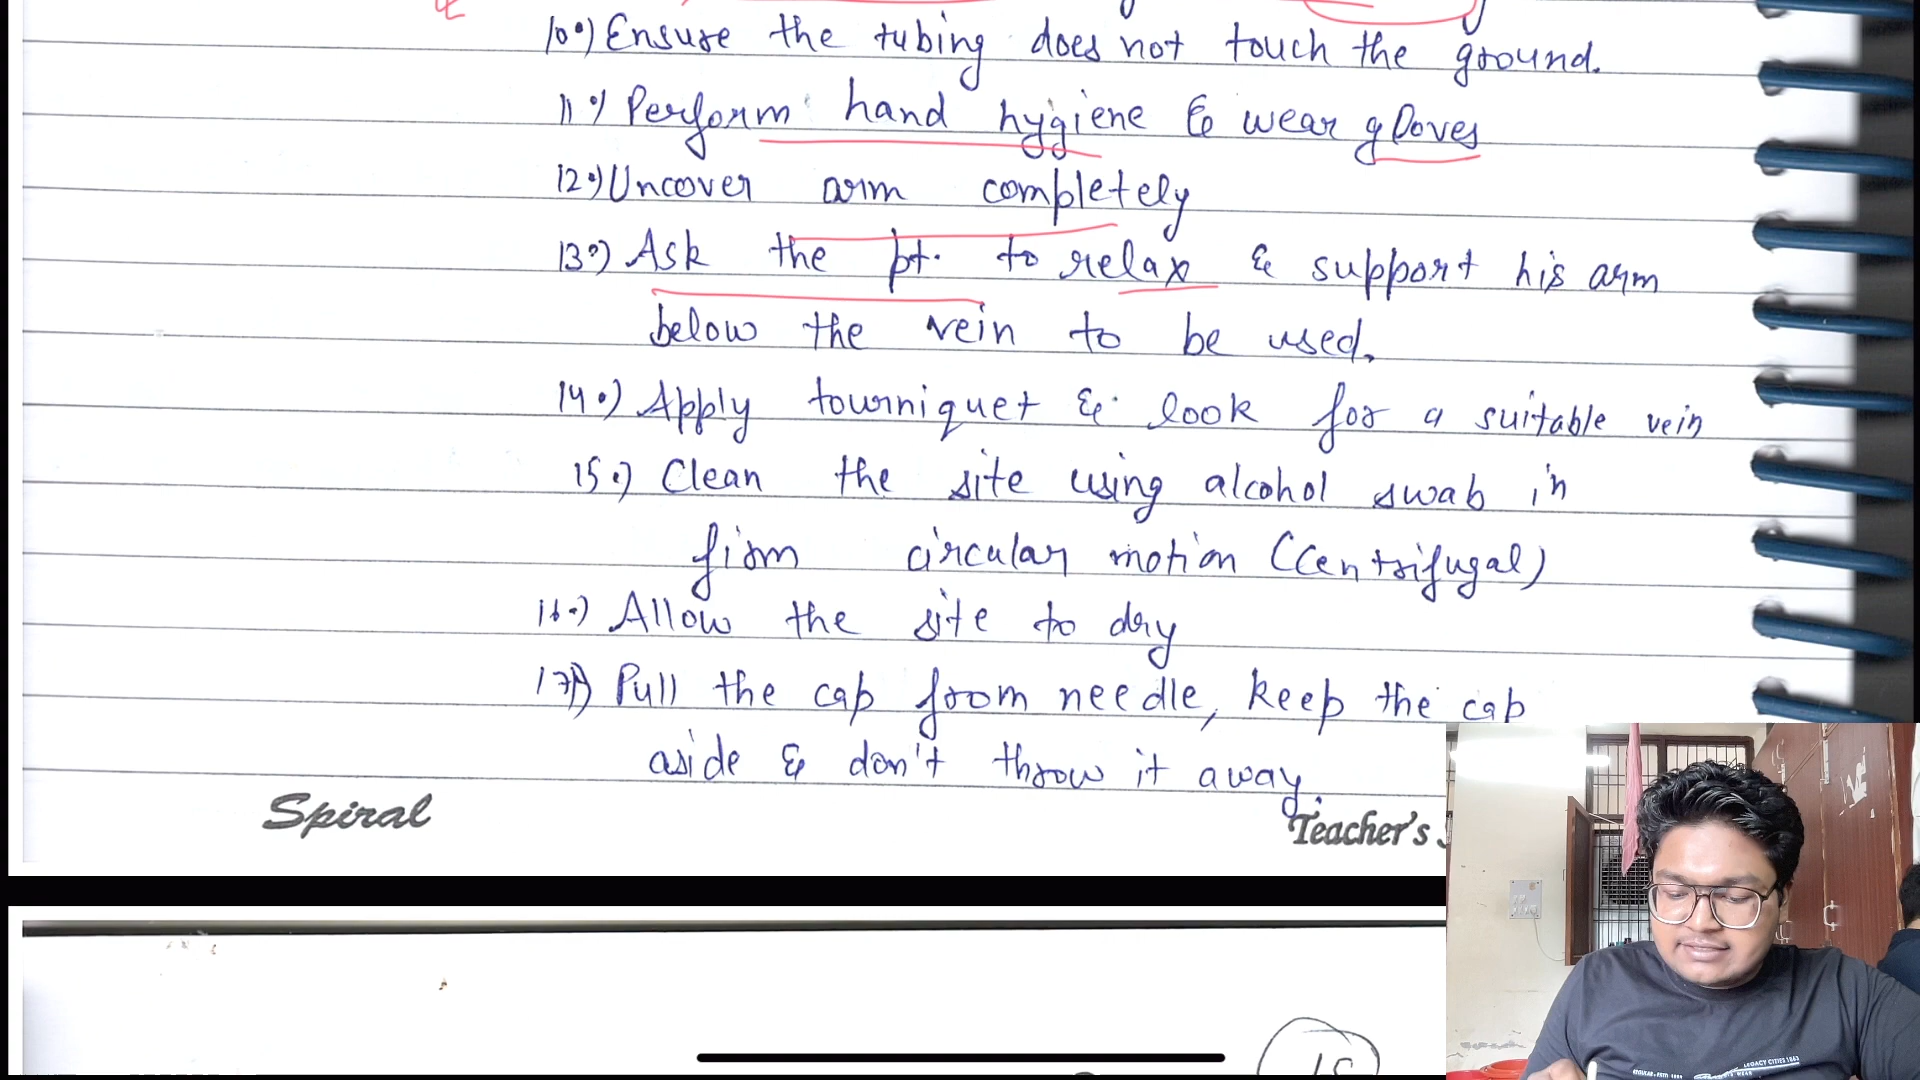 10.) Ensure the tubing does not touch the ground.
11.) Perform hand hygiene & wear gloves
12.) Uncover arm completely
13.) Ask the pt. to relax & support his arm
below the vein to be used.
14.) Apply tourniquet & look for a suitable vein
15.) Clean the site using alcohol swab in
firm circular motion (Centrifugal)
16.) Allow the site to dry
17.) Pull the cap from needle, keep the cap
aside & don't throw it away.
Spiral
Teacher's
LEGACY CITIES 1863